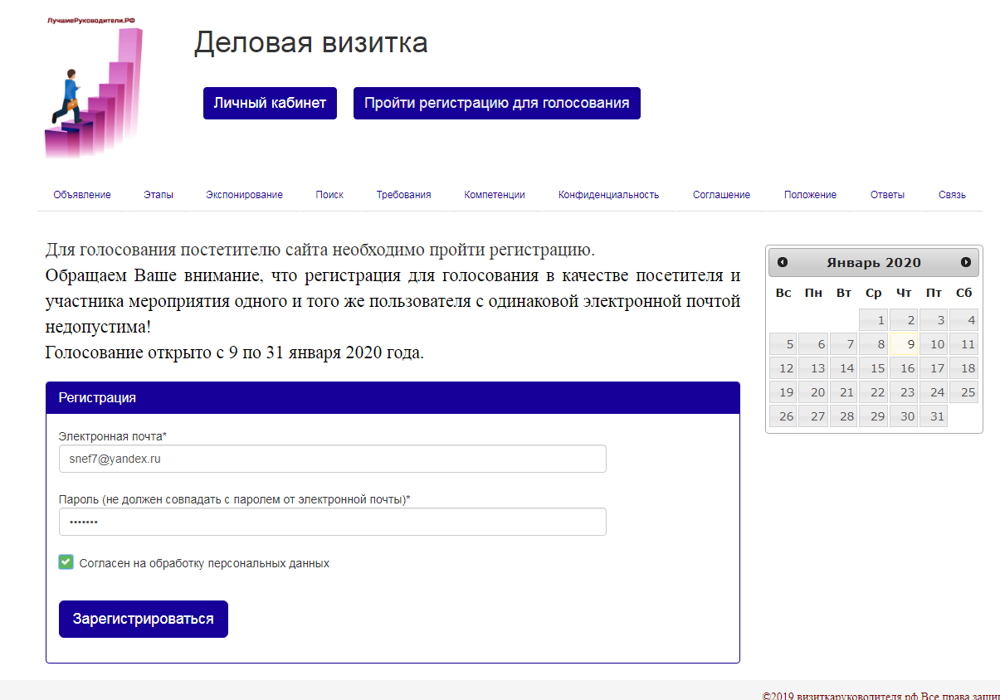 ЛучшиеРуководители.РФ
Деловая визитка
Личный кабинет
Пройти регистрацию для голосования
Объявление Этапы Экспонирование Поиск Требования Компетенции Конфиденциальность Соглашение Положение Ответы Связь
Для голосования постетителю сайта необходимо пройти регистрацию.
Обращаем Ваше внимание, что регистрация для голосования в качестве посетителя и
участника мероприятия одного и того же пользователя с одинаковой электронной почтой
недопустима!
Голосование открыто с 9 по 31 января 2020 года.
Регистрация
Электронная почта*
snef7@yandex.ru
Пароль (не должен совпадать с паролем от электронной почты)*
•••••••
Согласен на обработку персональных данных
Зарегистрироваться
Январь 2020
Вс Пн Вт Ср Чт Пт Сб
1 2 3 4
5 6 7 8 9 10 11
12 13 14 15 16 17 18
19 20 21 22 23 24 25
26 27 28 29 30 31
©2019 визиткаруководителя.рф Все права